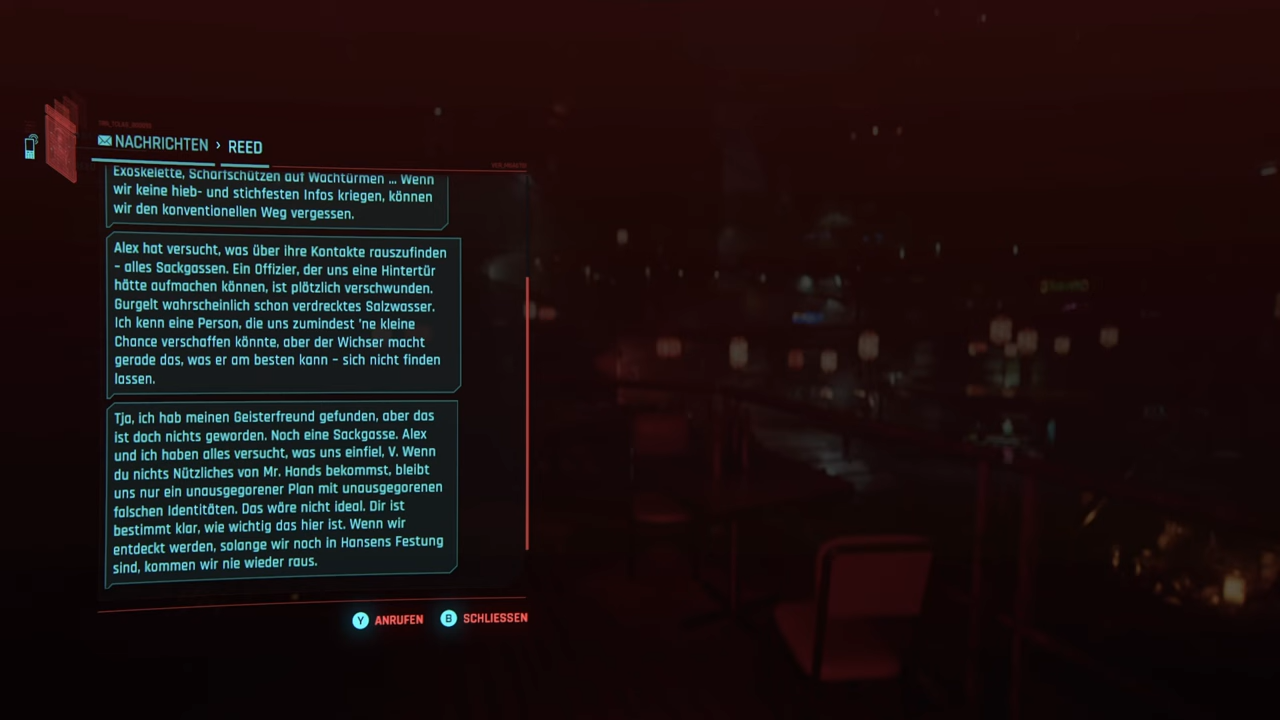 NACHRICHTEN › REED
Exoskelette, Scharfschützen auf Wachtürmen ... Wenn
wir keine hieb- und stichfesten Infos kriegen, können
wir den konventionellen Weg vergessen.
Alex hat versucht, was über ihre Kontakte rauszufinden
– alles Sackgassen. Ein Offizier, der uns eine Hintertür
hätte aufmachen können, ist plötzlich verschwunden.
Gurgelt wahrscheinlich schon verdrecktes Salzwasser.
Ich kenn eine Person, die uns zumindest 'ne kleine
Chance verschaffen könnte, aber der Wichser macht
gerade das, was er am besten kann – sich nicht finden
lassen.
Tja, ich hab meinen Geisterfreund gefunden, aber das
ist doch nichts geworden. Noch eine Sackgasse. Alex
und ich haben alles versucht, was uns einfiel, V. Wenn
du nichts Nützliches von Mr. Hands bekommst, bleibt
uns nur ein unausgegorener Plan mit unausgegorenen
falschen Identitäten. Das wäre nicht ideal. Dir ist
bestimmt klar, wie wichtig das hier ist. Wenn wir
entdeckt werden, solange wir noch in Hansens Festung
sind, kommen wir nie wieder raus.
Y ANRUFEN B SCHLIESSEN